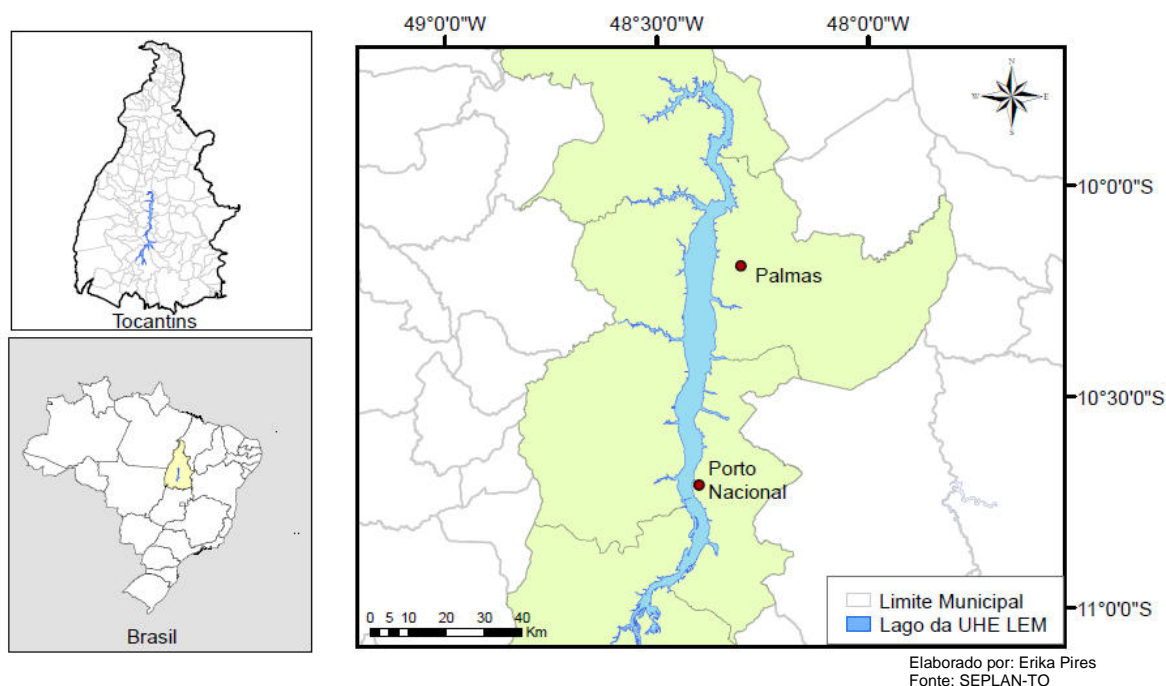 49°0'0"W 48°30'0"W 48°0'0"W
Tocantins
Brasil
N
W E
S
10°0'0"S
Palmas
10°30'0"S
Porto
Nacional
11°0'0"S
0 5 10 20 30 40
Km
Limite Municipal
Lago da UHE LEM
Elaborado por: Erika Pires
Fonte: SEPLAN-TO